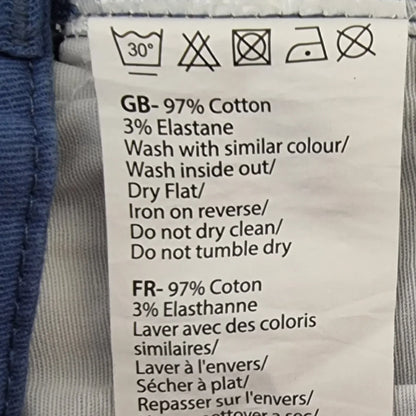 30°
GB- 97% Cotton
3% Elastane
Wash with similar colour/
Wash inside out/
Dry Flat/
Iron on reverse/
Do not dry clean/
Do not tumble dry
FR- 97% Coton
3% Elasthanne
Laver avec des coloris
similaires/
Laver à l'envers/
Sécher à plat/
Repasser sur l'envers/